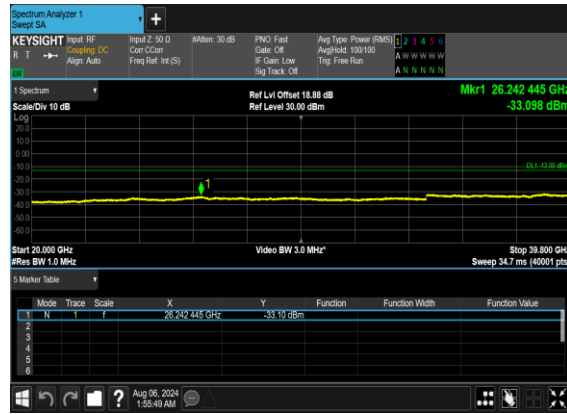 Spectrum Analyzer 1
Swept SA
+
KEYSIGHT Input: RF Input Z: 50 Ω #Atten: 30 dB PNO: Fast Avg Type: Power (RMS) 1 2 3 4 5 6
R T Coupling: DC Corr CCorr Gate: Off Avg|Hold: 100/100 A W W W W W
Align: Auto Freq Ref: Int (S) IF Gain: Low Trig: Free Run
Sig Track: Off A N N N N N
1 Spectrum Ref Lvl Offset 18.88 dB Mkr1 26.242 445 GHz
Scale/Div 10 dB Ref Level 30.00 dBm -33.098 dBm
Log
20.0
10.0
0.00
-10.0 DL1 -13.00 dBm
-20.0
-30.0 1
-40.0
-50.0
-60.0
Start 20.000 GHz Video BW 3.0 MHz* Stop 39.800 GHz
#Res BW 1.0 MHz Sweep 34.7 ms (40001 pts)
5 Marker Table
Mode Trace Scale X Y Function Function Width Function Value
1 N 1 f 26.242 445 GHz -33.10 dBm
2
3
4
5
6
? Aug 06, 2024
1:55:49 AM